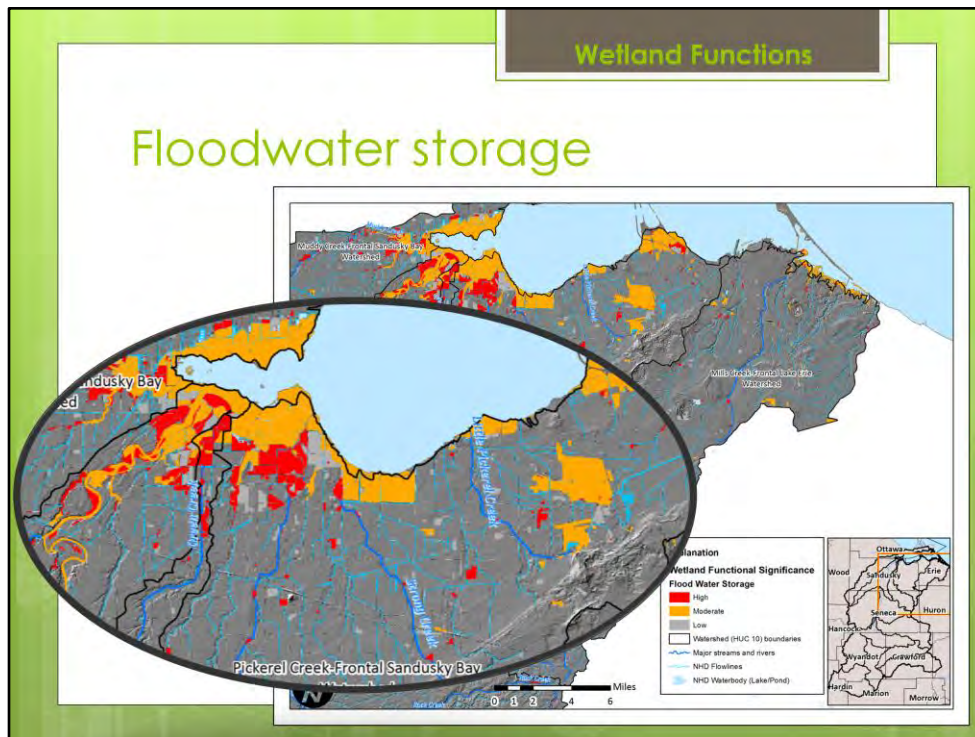 Wetland Functions
Floodwater storage
Muddy Creek-Frontal Sandusky Bay
Watershed
Mills Creek-Frontal Lake Erie
Watershed
Sandusky Bay
Little Pickerel Creek
Strong Creek
Pickerel Creek-Frontal Sandusky Bay
Explanation
Wetland Functional Significance
Flood Water Storage
High
Moderate
Low
Watershed (HUC 10) boundaries
Major streams and rivers
NHD Flowlines
NHD Waterbody (Lake/Pond)
Miles
0 1 2 4 6
N
Ottawa
Wood
Sandusky
Erie
Seneca
Huron
Hancock
Wyandot
Crawford
Hardin
Marion
Morrow